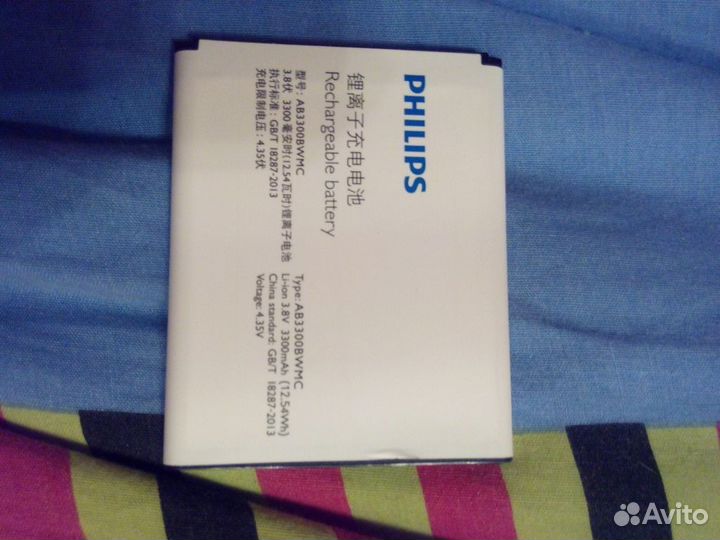 PHILIPS
锂离子充电电池
Rechargeable battery
型号: AB3300BWMC
3.8伏 3300毫安时(12.54瓦时)锂离子电池
执行标准: GB/T 18287-2013
充电限制电压: 4.35伏
Type: AB3300BWMC
Li-ion 3.8V 3300mAh (12.54Wh)
China standard: GB/T 18287-2013
Voltage: 4.35V
Avito